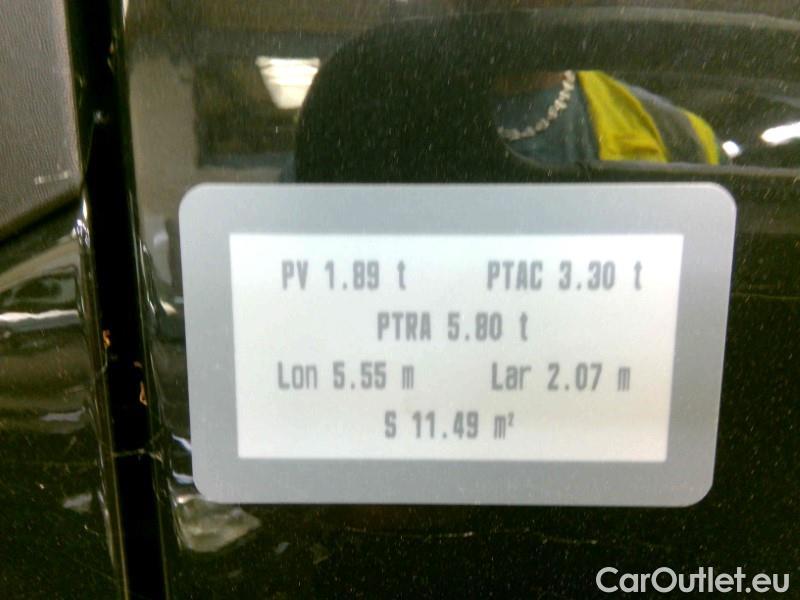 PV 1.89 t PTAC 3.30 t
PTRA 5.80 t
Lon 5.55 m Lar 2.07 m
S 11.49 m²
CarOutlet.eu